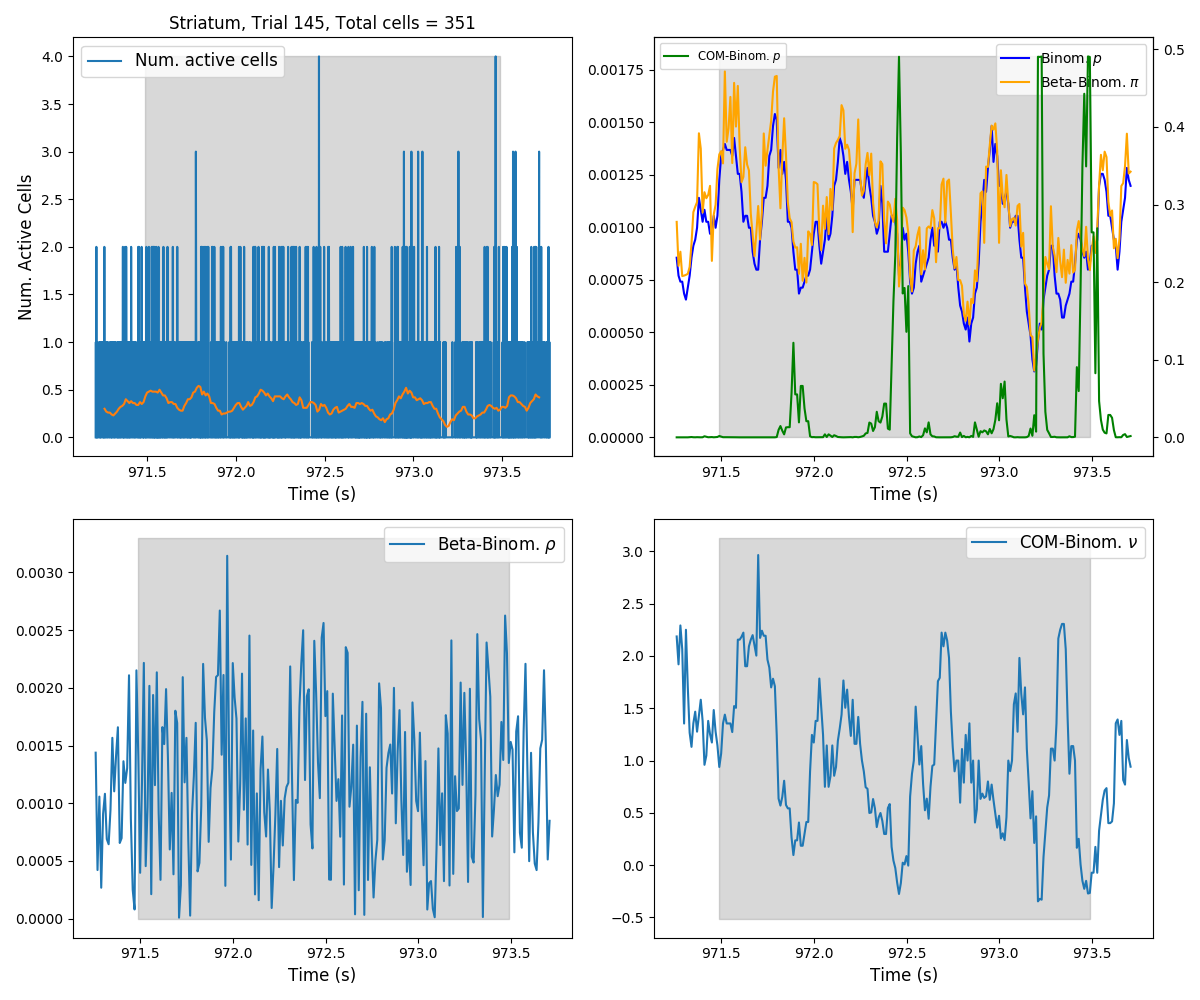 Striatum, Trial 145, Total cells = 351
Num. active cells
Num. Active Cells
4.0
3.5
3.0
2.5
2.0
1.5
1.0
0.5
0.0
971.5 972.0 972.5 973.0 973.5
Time (s)
COM-Binom. p
Binom. p
Beta-Binom. π
0.00175
0.00150
0.00125
0.00100
0.00075
0.00050
0.00025
0.00000
0.5
0.4
0.3
0.2
0.1
0.0
971.5 972.0 972.5 973.0 973.5
Time (s)
Beta-Binom. ρ
0.0030
0.0025
0.0020
0.0015
0.0010
0.0005
0.0000
971.5 972.0 972.5 973.0 973.5
Time (s)
COM-Binom. ν
3.0
2.5
2.0
1.5
1.0
0.5
0.0
−0.5
971.5 972.0 972.5 973.0 973.5
Time (s)